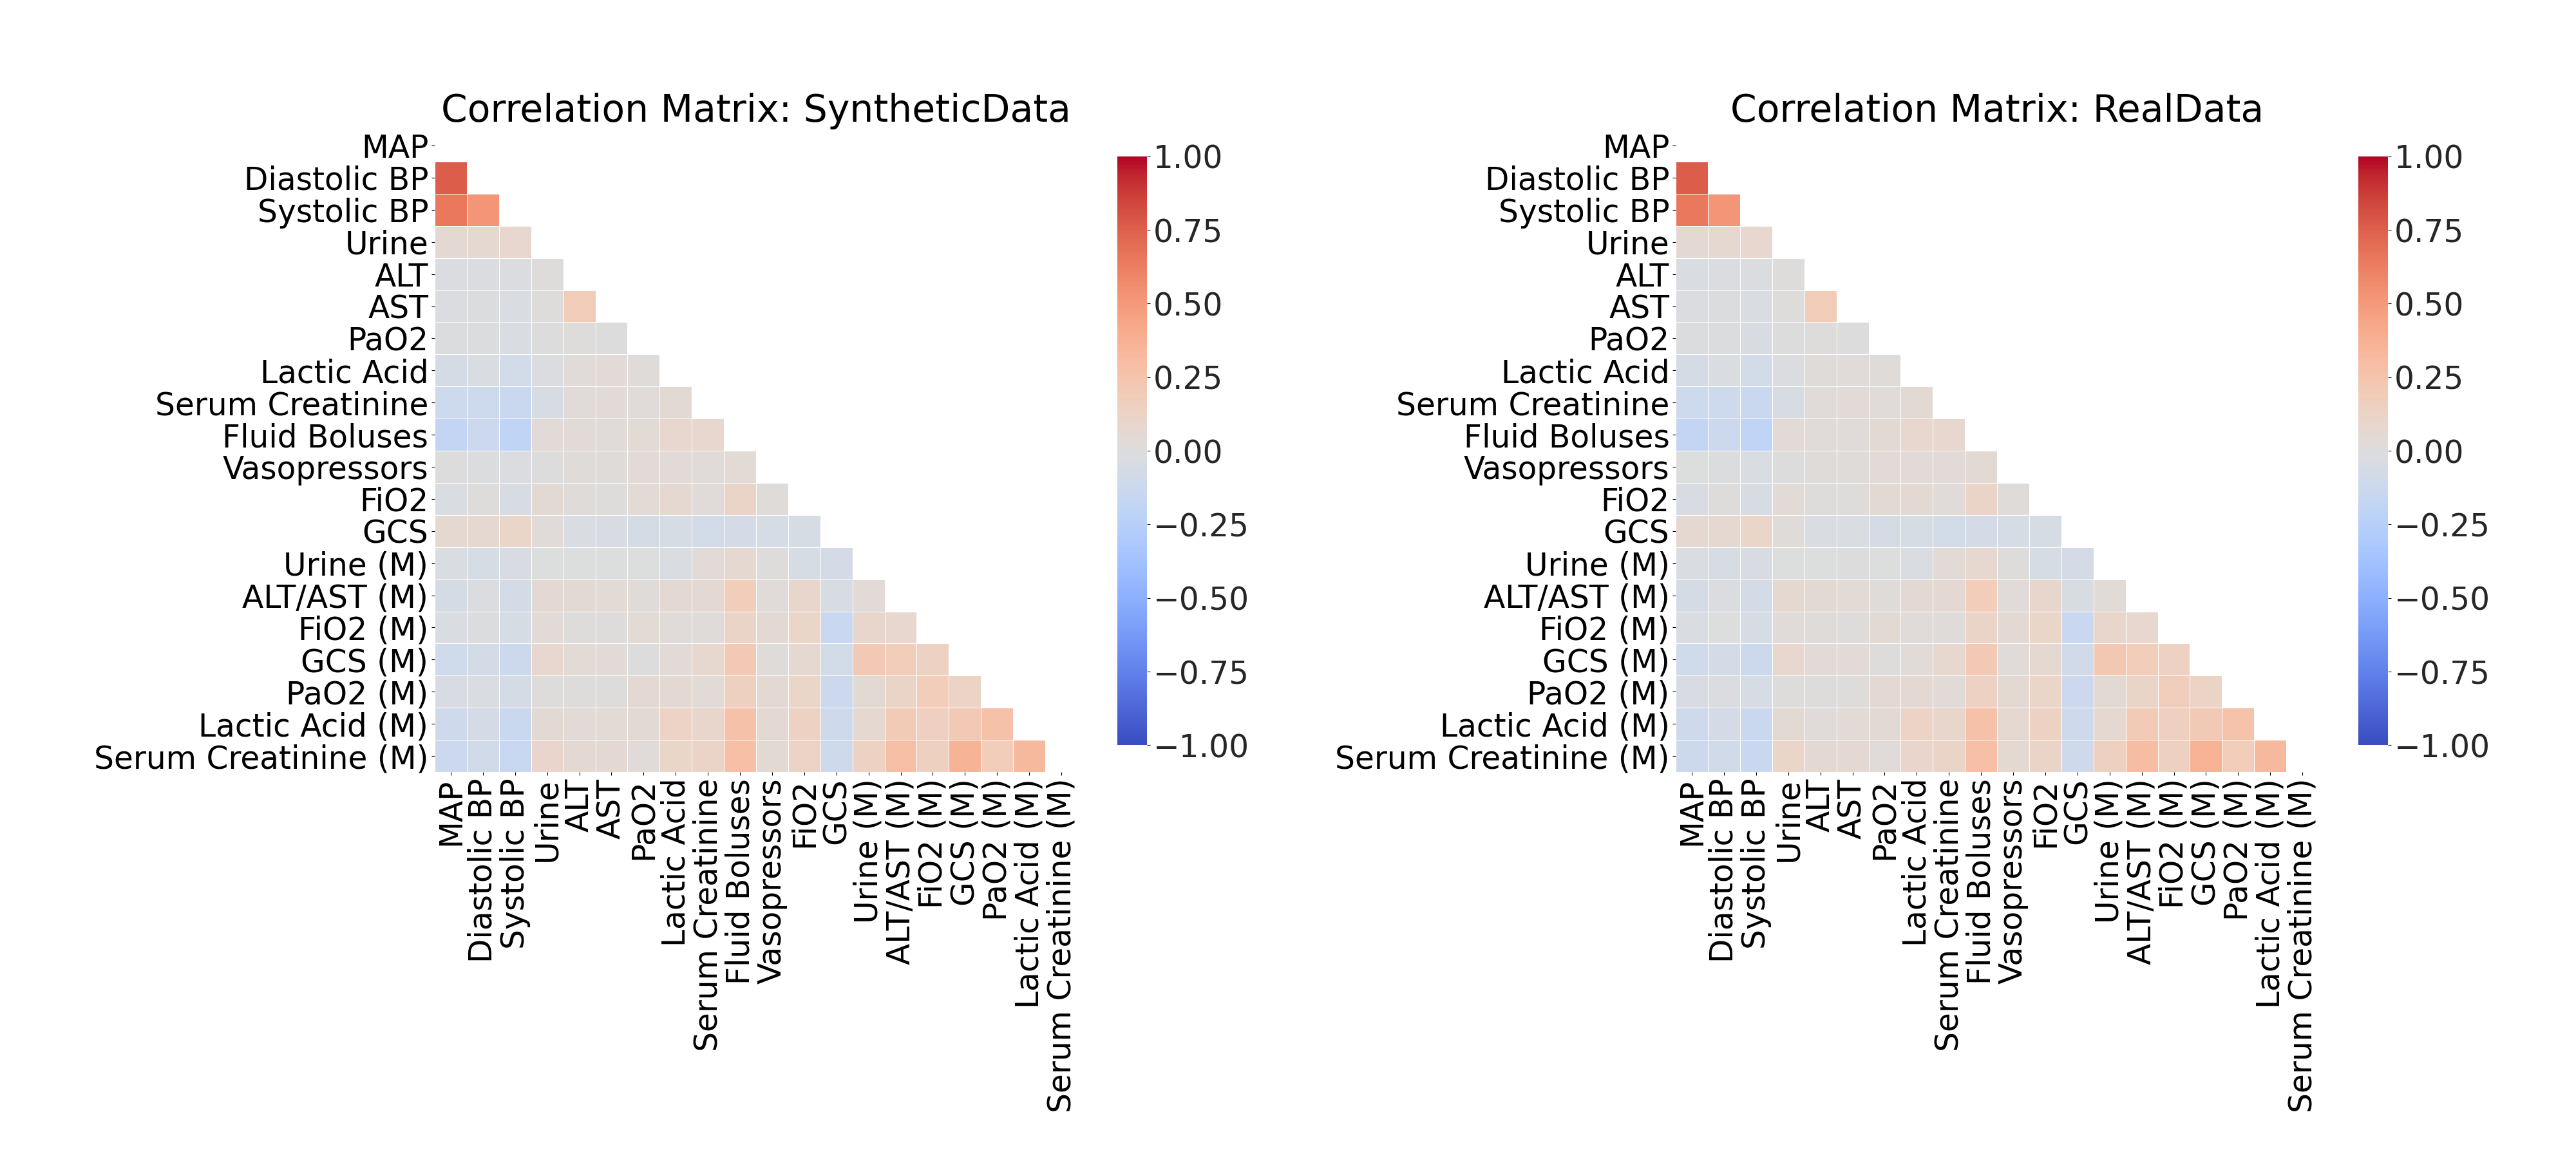 Correlation Matrix: SyntheticData
MAP
Diastolic BP
Systolic BP
Urine
ALT
AST
PaO2
Lactic Acid
Serum Creatinine
Fluid Boluses
Vasopressors
FiO2
GCS
Urine (M)
ALT/AST (M)
FiO2 (M)
GCS (M)
PaO2 (M)
Lactic Acid (M)
Serum Creatinine (M)
MAP
Diastolic BP
Systolic BP
Urine
ALT
AST
PaO2
Lactic Acid
Serum Creatinine
Fluid Boluses
Vasopressors
FiO2
GCS
Urine (M)
ALT/AST (M)
FiO2 (M)
GCS (M)
PaO2 (M)
Lactic Acid (M)
Serum Creatinine (M)
1.00
0.75
0.50
0.25
0.00
−0.25
−0.50
−0.75
−1.00
Correlation Matrix: RealData
MAP
Diastolic BP
Systolic BP
Urine
ALT
AST
PaO2
Lactic Acid
Serum Creatinine
Fluid Boluses
Vasopressors
FiO2
GCS
Urine (M)
ALT/AST (M)
FiO2 (M)
GCS (M)
PaO2 (M)
Lactic Acid (M)
Serum Creatinine (M)
MAP
Diastolic BP
Systolic BP
Urine
ALT
AST
PaO2
Lactic Acid
Serum Creatinine
Fluid Boluses
Vasopressors
FiO2
GCS
Urine (M)
ALT/AST (M)
FiO2 (M)
GCS (M)
PaO2 (M)
Lactic Acid (M)
Serum Creatinine (M)
1.00
0.75
0.50
0.25
0.00
−0.25
−0.50
−0.75
−1.00